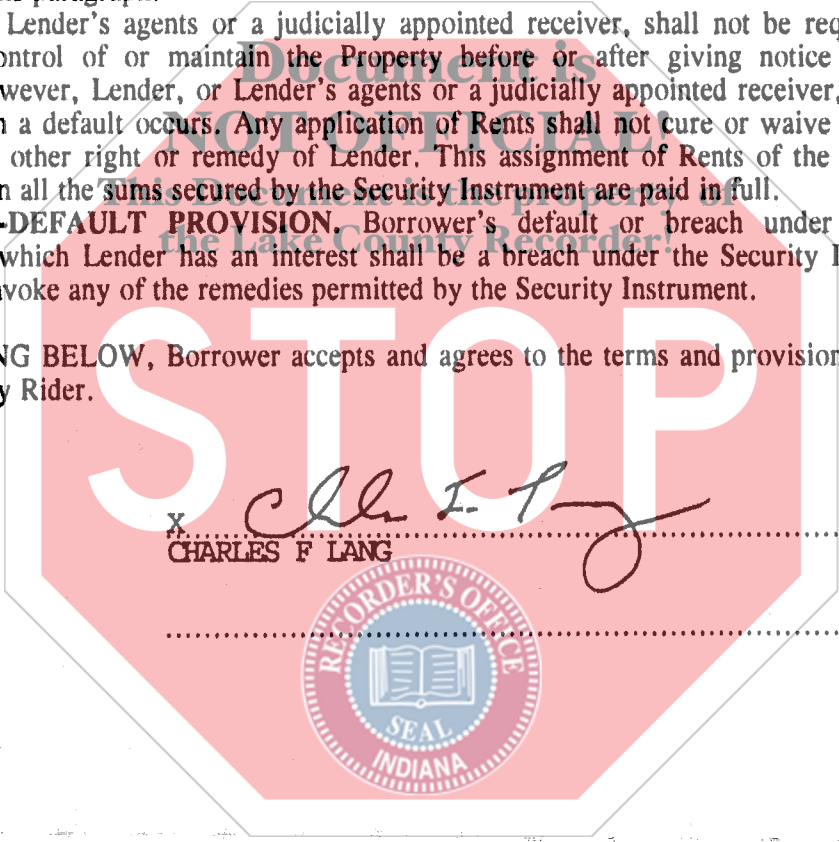 Lender's agents or a judicially appointed receiver, shall not be req
ontrol of or maintain the Property before or after giving notice
wever, Lender, or Lender's agents or a judicially appointed receiver,
a default occurs. Any application of Rents shall not cure or waive
other right or remedy of Lender. This assignment of Rents of the
n all the sums secured by the Security Instrument are paid in full.
-DEFAULT PROVISION. Borrower's default or breach under
which Lender has an interest shall be a breach under the Security I
nvoke any of the remedies permitted by the Security Instrument.
NG BELOW, Borrower accepts and agrees to the terms and provision
y Rider.
Document is
NOT OFFICIAL!
This Document is the property of
the Lake County Recorder!
STOP
X
CHARLES F LANG
RECORDER'S OFFICE
SEAL
INDIANA